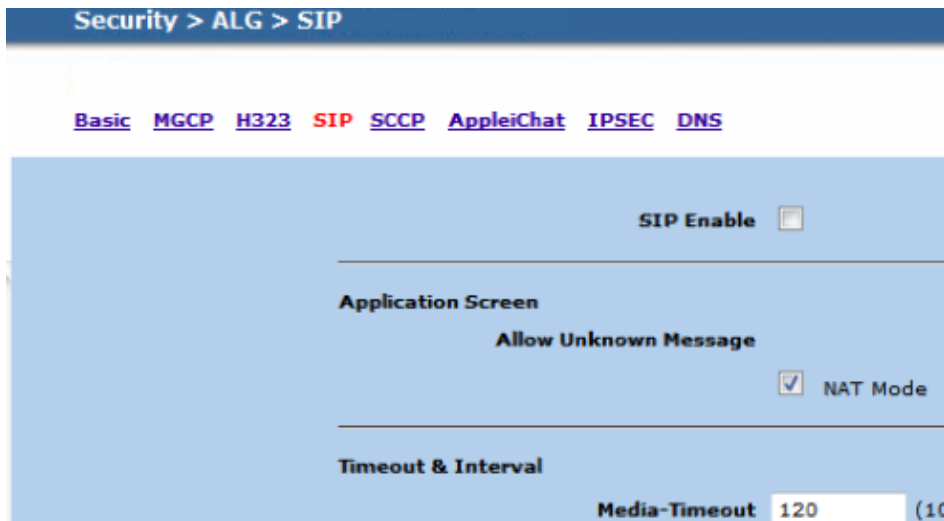 Security > ALG > SIP
Basic MGCP H323 SIP SCCP AppleiChat IPSEC DNS
SIP Enable
Application Screen
Allow Unknown Message
NAT Mode
Timeout & Interval
Media-Timeout 120 (10